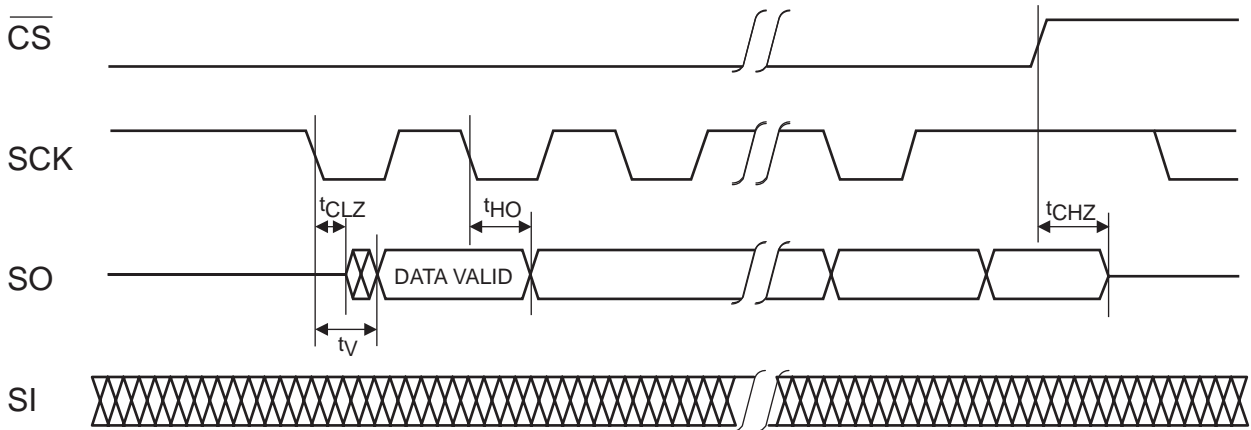 CS
SCK
tCLZ
tHO
tCHZ
SO
DATA VALID
tV
SI